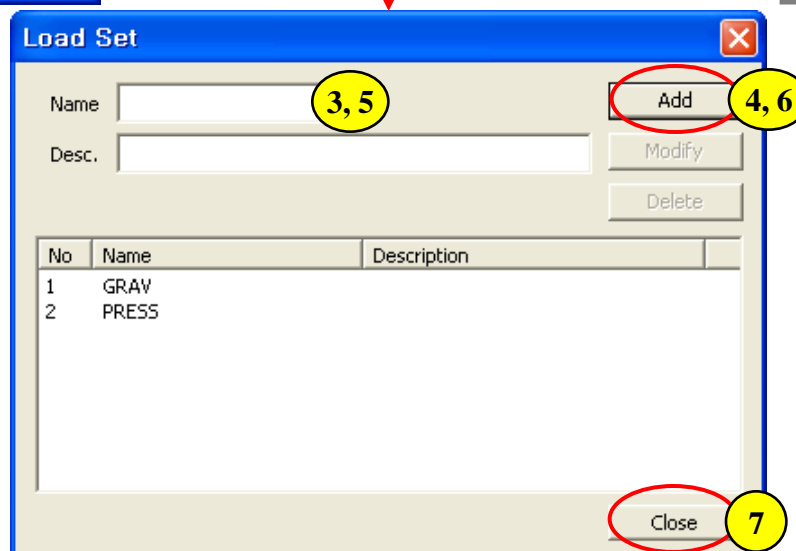 Load Set
Name 3, 5 Add 4, 6
Desc. Modify
Delete
No Name Description
1 GRAV
2 PRESS
Close 7